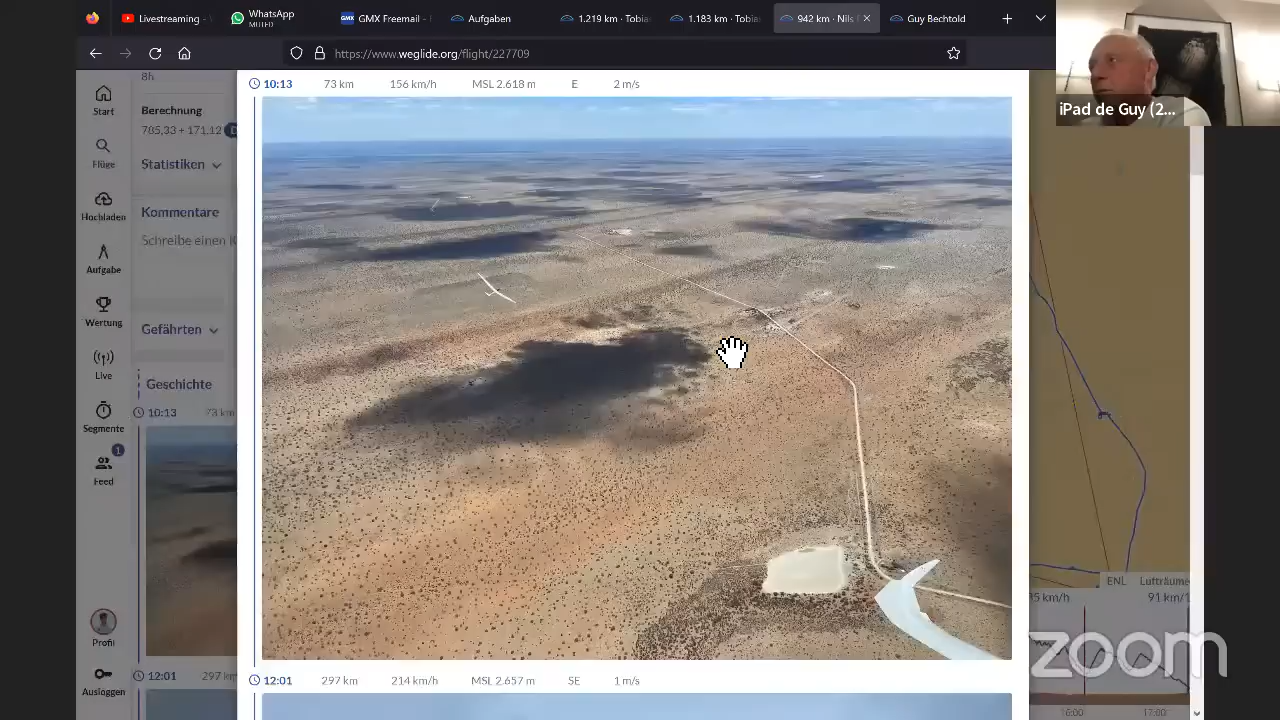 Livestreaming -
WhatsApp
MUTED
GMX Freemail -
Aufgaben
1.219 km · Tobia
1.183 km · Tobia
942 km · Nils
Guy Bechtold
https://www.weglide.org/flight/227709
iPad de Guy (2...
Start
Flüge
Hochladen
Aufgabe
Wertung
Live
Segmente
1
Feed
Profil
Ausloggen
8h
Berechnung
785,33 + 171,12
Statistiken
Kommentare
Schreibe einen K
Gefährten
Geschichte
10:13 73 km
12:01 297 km
10:13 73 km 156 km/h MSL 2.618 m E 2 m/s
12:01 297 km 214 km/h MSL 2.657 m SE 1 m/s
ENL Lufträume
35 km/h 91 km/
16:00 17:00
zoom